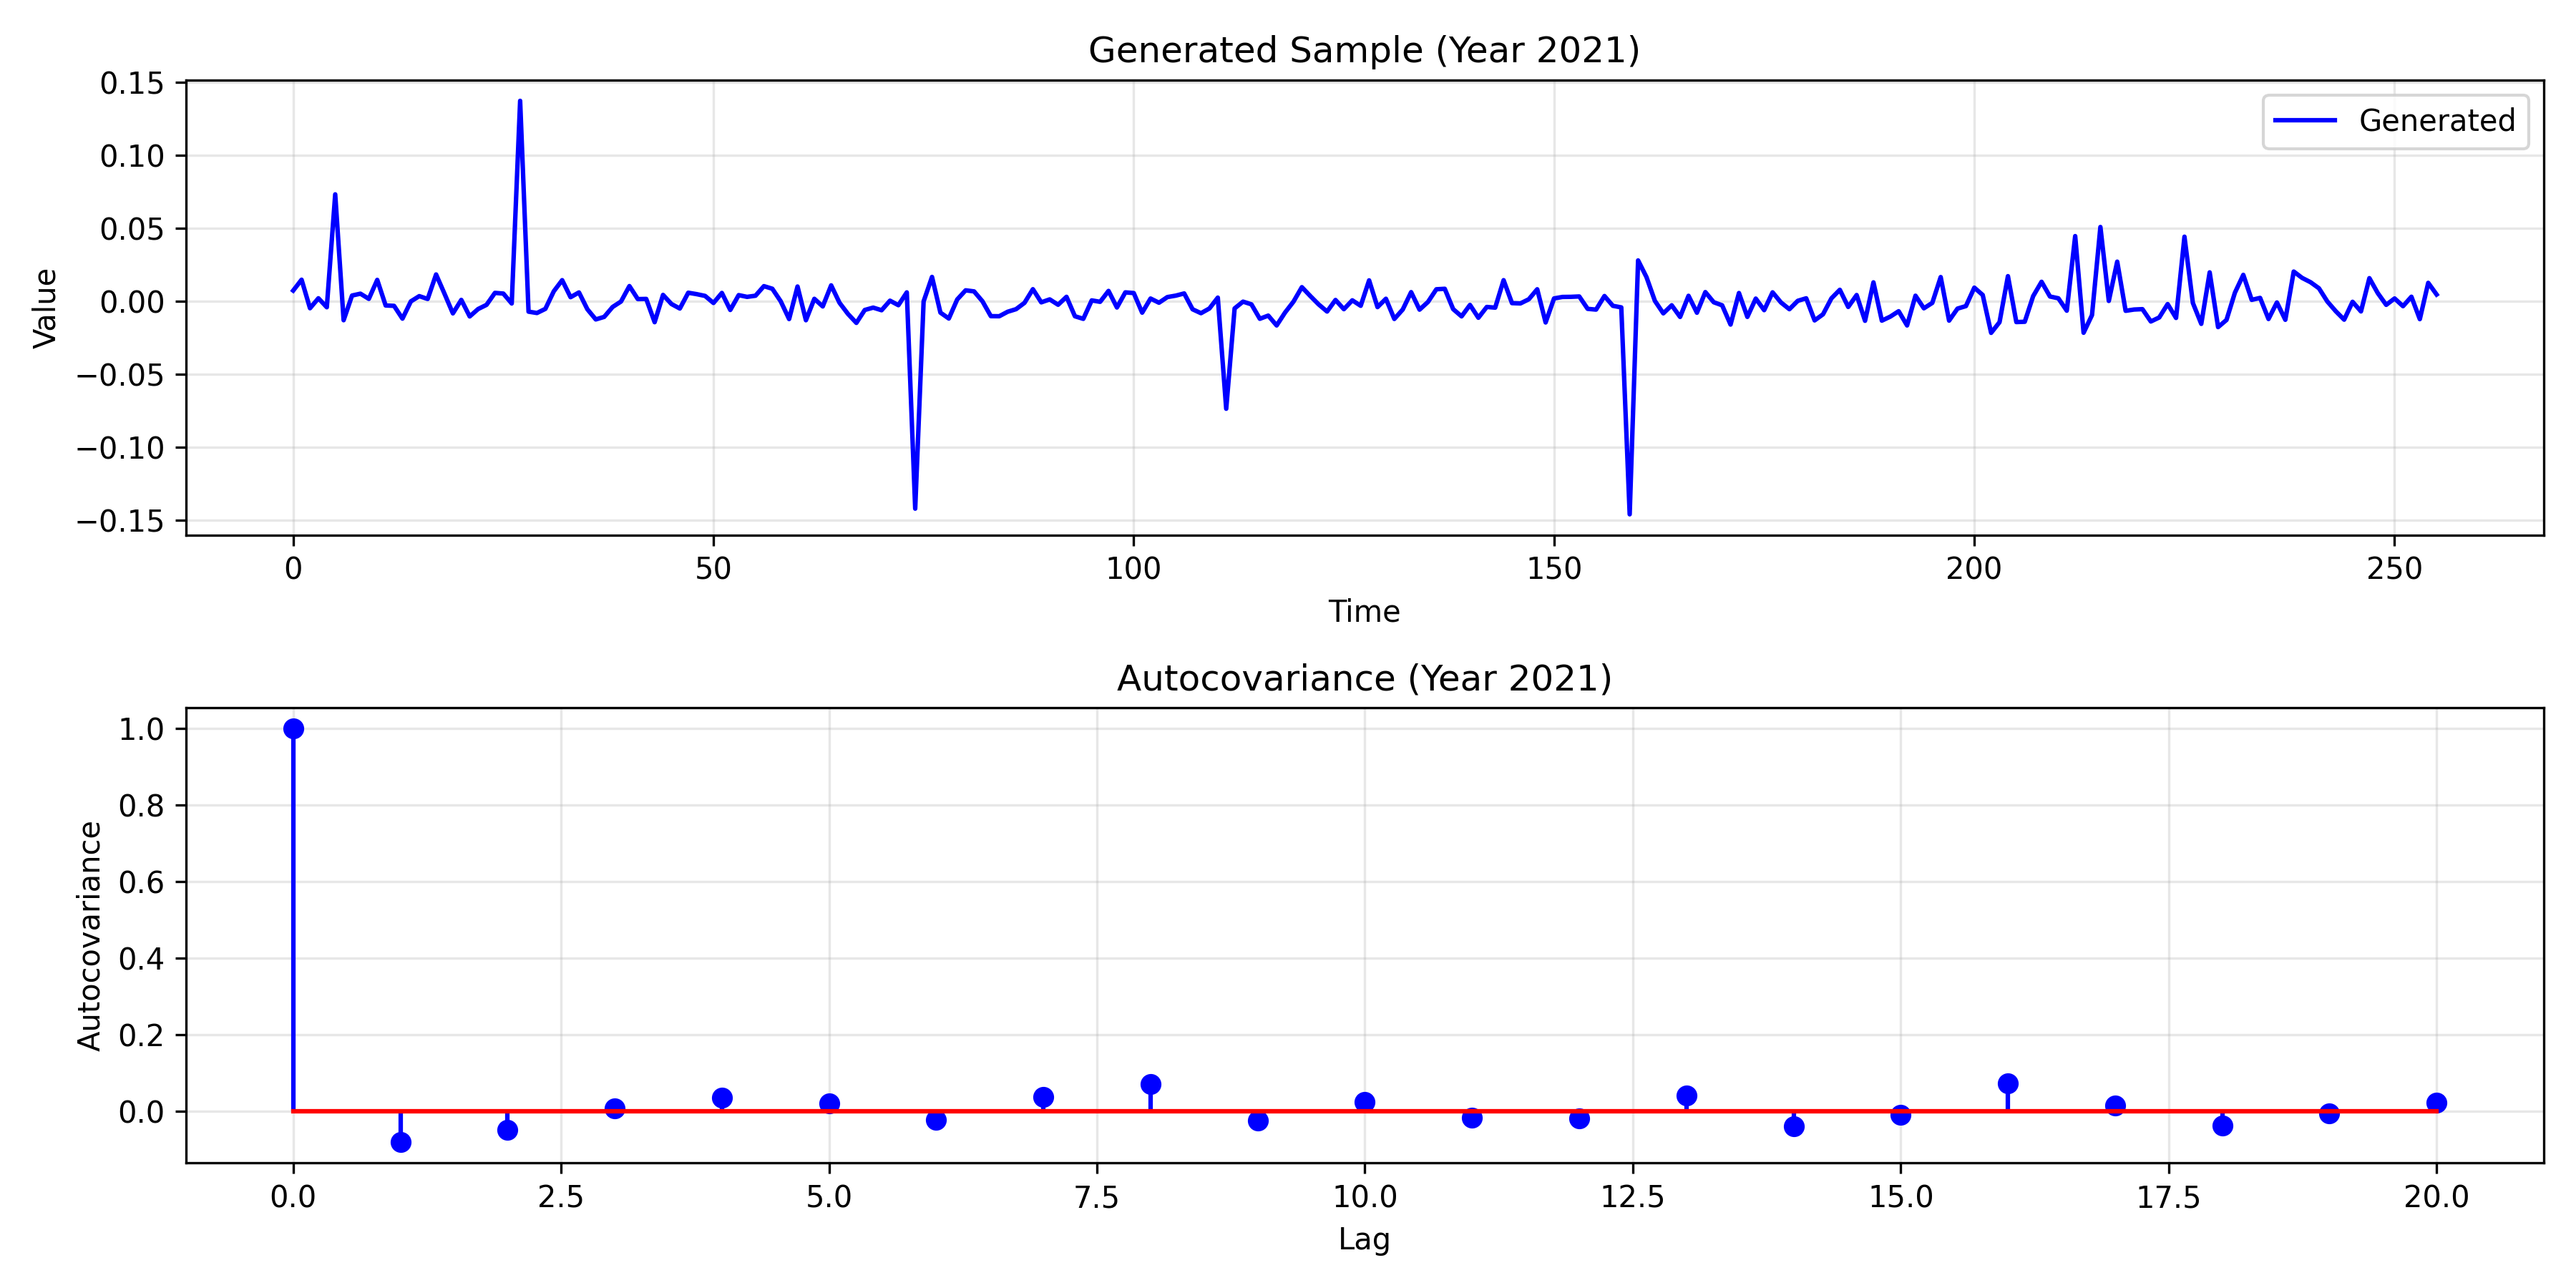 Generated Sample (Year 2021)
Generated
Value
0.15
0.10
0.05
0.00
−0.05
−0.10
−0.15
0 50 100 150 200 250
Time
Autocovariance (Year 2021)
Autocovariance
1.0
0.8
0.6
0.4
0.2
0.0
0.0 2.5 5.0 7.5 10.0 12.5 15.0 17.5 20.0
Lag